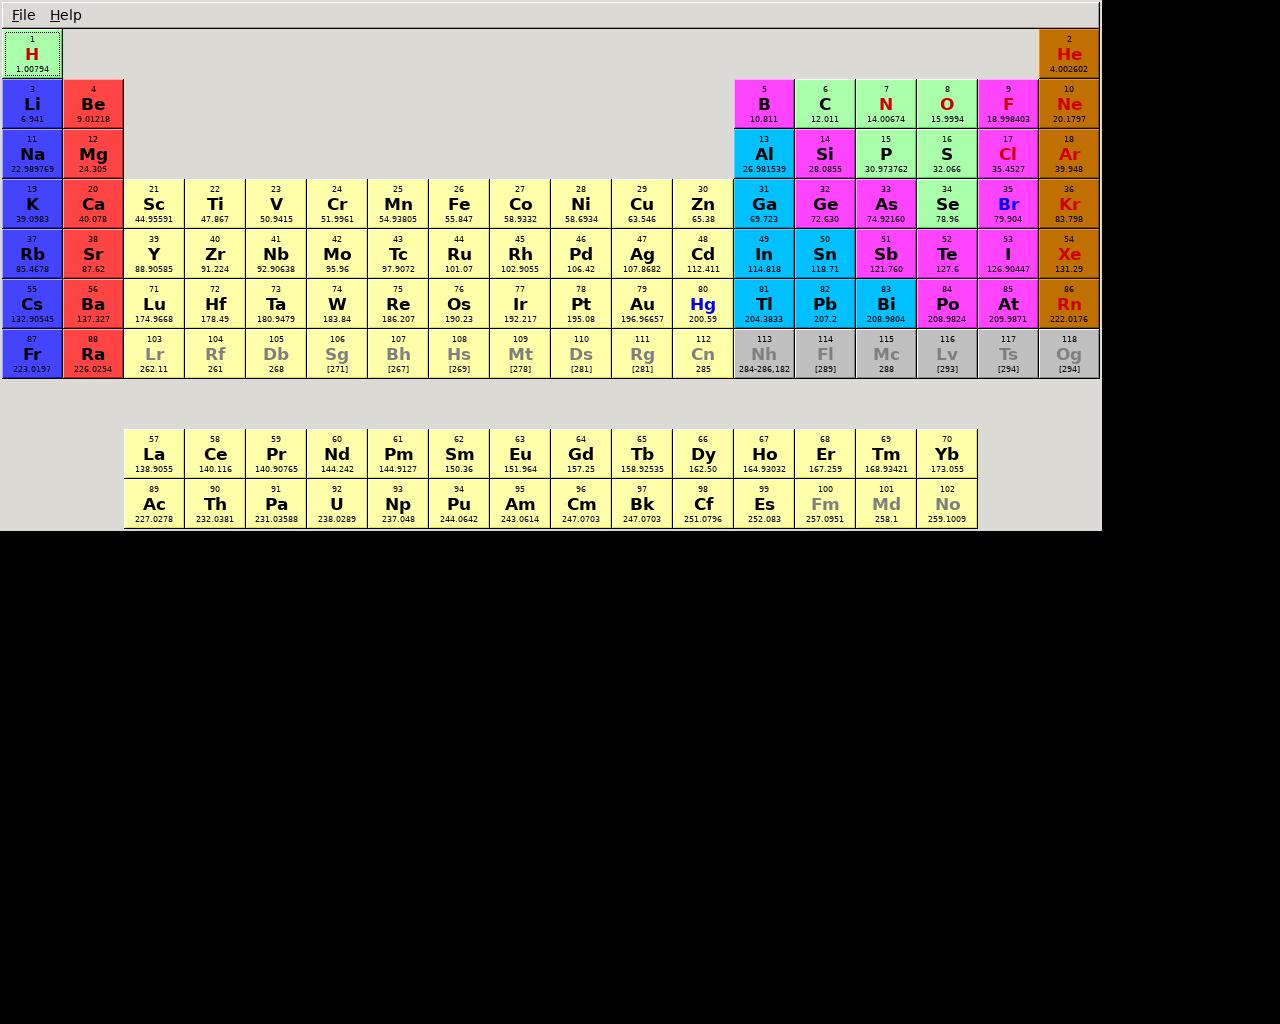 File Help
1 2
H He
1.00794 4.002602
3 4 5 6 7 8 9 10
Li Be B C N O F Ne
6.941 9.01218 10.811 12.011 14.00674 15.9994 18.998403 20.1797
11 12 13 14 15 16 17 18
Na Mg Al Si P S Cl Ar
22.989769 24.305 26.981539 28.0855 30.973762 32.066 35.4527 39.948
19 20 21 22 23 24 25 26 27 28 29 30 31 32 33 34 35 36
K Ca Sc Ti V Cr Mn Fe Co Ni Cu Zn Ga Ge As Se Br Kr
39.0983 40.078 44.95591 47.867 50.9415 51.9961 54.93805 55.847 58.9332 58.6934 63.546 65.38 69.723 72.630 74.92160 78.96 79.904 83.798
37 38 39 40 41 42 43 44 45 46 47 48 49 50 51 52 53 54
Rb Sr Y Zr Nb Mo Tc Ru Rh Pd Ag Cd In Sn Sb Te I Xe
85.4678 87.62 88.90585 91.224 92.90638 95.96 97.9072 101.07 102.9055 106.42 107.8682 112.411 114.818 118.71 121.760 127.6 126.90447 131.29
55 56 71 72 73 74 75 76 77 78 79 80 81 82 83 84 85 86
Cs Ba Lu Hf Ta W Re Os Ir Pt Au Hg Tl Pb Bi Po At Rn
132.90545 137.327 174.9668 178.49 180.9479 183.84 186.207 190.23 192.217 195.08 196.96657 200.59 204.3833 207.2 208.9804 208.9824 209.9871 222.0176
87 88 103 104 105 106 107 108 109 110 111 112 113 114 115 116 117 118
Fr Ra Lr Rf Db Sg Bh Hs Mt Ds Rg Cn Nh Fl Mc Lv Ts Og
223.0197 226.0254 262.11 261 268 [271] [267] [269] [278] [281] [281] 285 284-286,182 [289] 288 [293] [294] [294]
57 58 59 60 61 62 63 64 65 66 67 68 69 70
La Ce Pr Nd Pm Sm Eu Gd Tb Dy Ho Er Tm Yb
138.9055 140.116 140.90765 144.242 144.9127 150.36 151.964 157.25 158.92535 162.50 164.93032 167.259 168.93421 173.055
89 90 91 92 93 94 95 96 97 98 99 100 101 102
Ac Th Pa U Np Pu Am Cm Bk Cf Es Fm Md No
227.0278 232.0381 231.03588 238.0289 237.048 244.0642 243.0614 247.0703 247.0703 251.0796 252.083 257.0951 258.1 259.1009